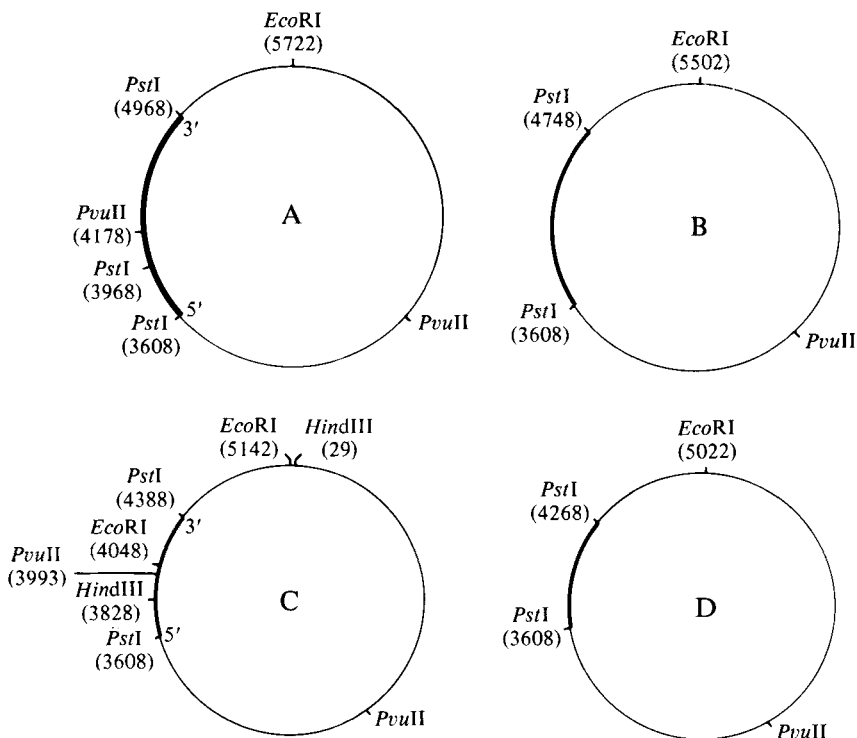 EcoRI
(5722)
PstI
(4968)
3'
PvuII
(4178)
A
PstI
(3968)
5'
PstI
(3608)
PvuII
EcoRI
(5502)
PstI
(4748)
B
PstI
(3608)
PvuII
EcoRI
(5142)
HindIII
(29)
PstI
(4388)
3'
EcoRI
(4048)
PvuII
(3993)
HindIII
(3828)
C
PstI
5'
(3608)
PvuII
EcoRI
(5022)
PstI
(4268)
D
PstI
(3608)
PvuII